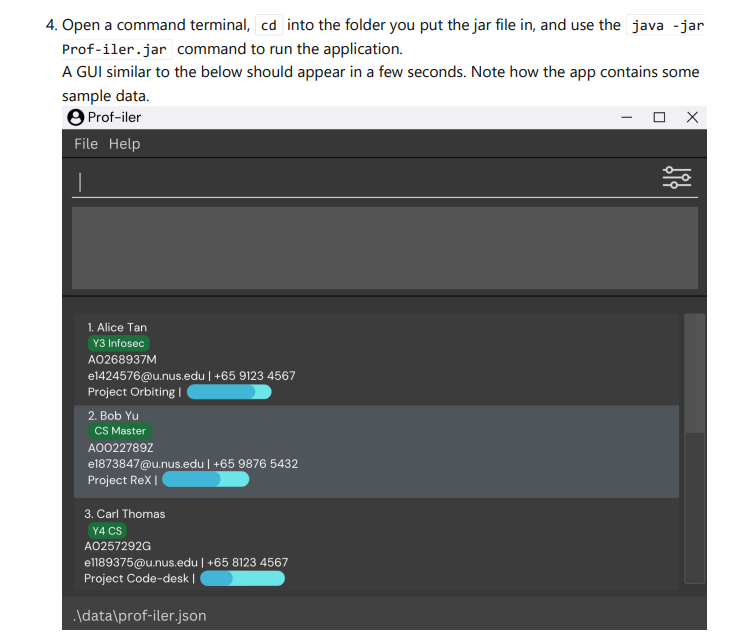 4. Open a command terminal, cd into the folder you put the jar file in, and use the java -jar
Prof-iler.jar command to run the application.
A GUI similar to the below should appear in a few seconds. Note how the app contains some
sample data.
Prof-iler
File Help
1. Alice Tan
Y3 Infosec
A0268937M
e1424576@u.nus.edu | +65 9123 4567
Project Orbiting |
2. Bob Yu
CS Master
A0022789Z
e1873847@u.nus.edu | +65 9876 5432
Project ReX |
3. Carl Thomas
Y4 CS
A0257292G
e1189375@u.nus.edu | +65 8123 4567
Project Code-desk |
.\data\prof-iler.json